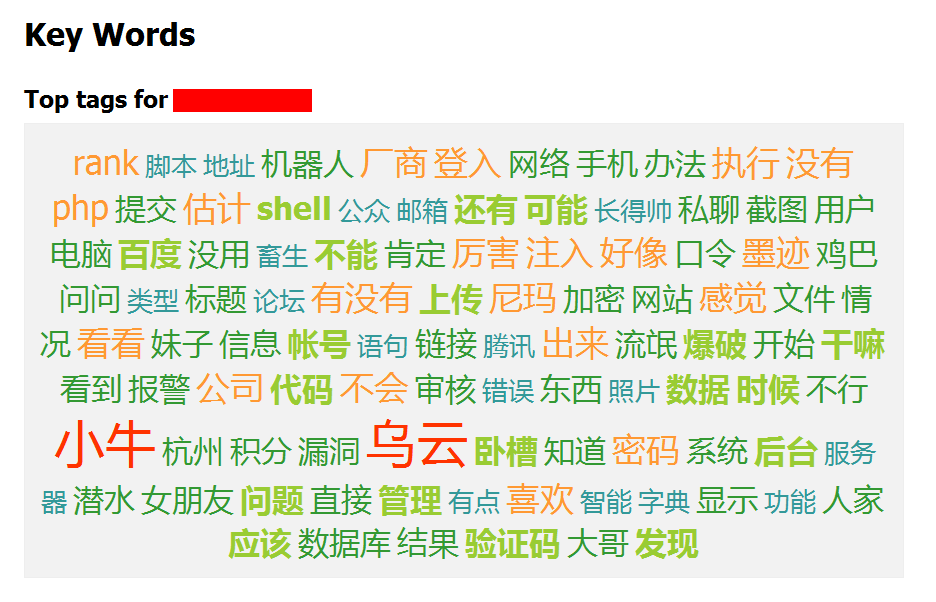 Key Words
Top tags for
rank 脚本 地址 机器人 厂商 登入 网络 手机 办法 执行 没有
php 提交 估计 shell 公众 邮箱 还有 可能 长得帅 私聊 截图 用户
电脑 百度 没用 畜生 不能 肯定 厉害 注入 好像 口令 墨迹 鸡巴
问问 类型 标题 论坛 有没有 上传 尼玛 加密 网站 感觉 文件 情
况 看看 妹子 信息 帐号 语句 链接 腾讯 出来 流氓 爆破 开始 干嘛
看到 报警 公司 代码 不会 审核 错误 东西 照片 数据 时候 不行
小牛 杭州 积分 漏洞 乌云 卧槽 知道 密码 系统 后台 服务
器 潜水 女朋友 问题 直接 管理 有点 喜欢 智能 字典 显示 功能 人家
应该 数据库 结果 验证码 大哥 发现